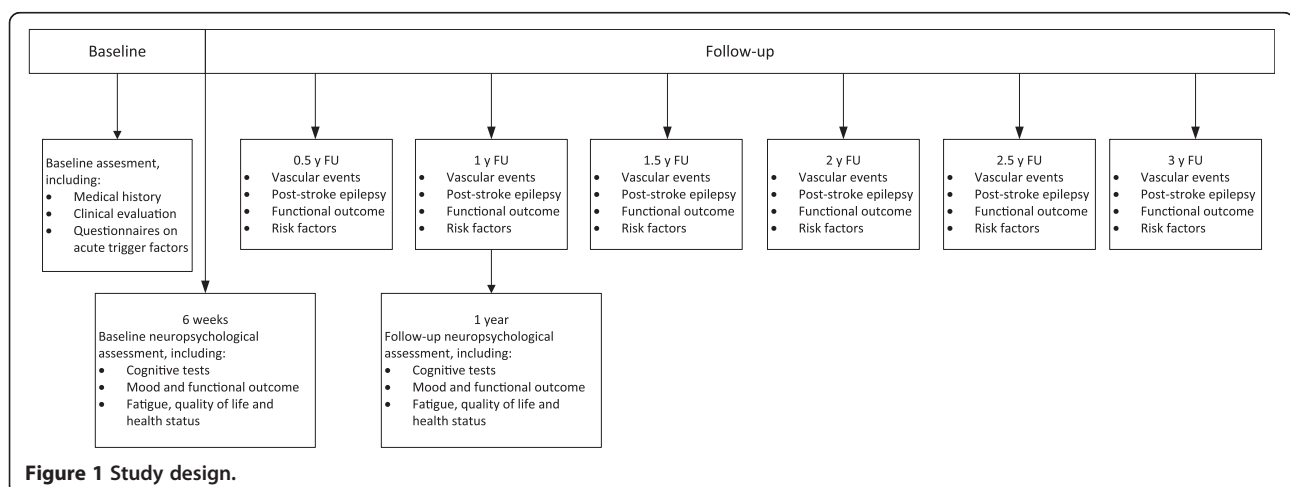 Baseline
Follow-up
Baseline assesment,
including:
• Medical history
• Clinical evaluation
• Questionnaires on
acute trigger factors
0.5 y FU
• Vascular events
• Post-stroke epilepsy
• Functional outcome
• Risk factors
1 y FU
• Vascular events
• Post-stroke epilepsy
• Functional outcome
• Risk factors
1.5 y FU
• Vascular events
• Post-stroke epilepsy
• Functional outcome
• Risk factors
2 y FU
• Vascular events
• Post-stroke epilepsy
• Functional outcome
• Risk factors
2.5 y FU
• Vascular events
• Post-stroke epilepsy
• Functional outcome
• Risk factors
3 y FU
• Vascular events
• Post-stroke epilepsy
• Functional outcome
• Risk factors
6 weeks
Baseline neuropsychological
assessment, including:
• Cognitive tests
• Mood and functional outcome
• Fatigue, quality of life and
health status
1 year
Follow-up neuropsychological
assessment, including:
• Cognitive tests
• Mood and functional outcome
• Fatigue, quality of life and
health status
Figure 1 Study design.